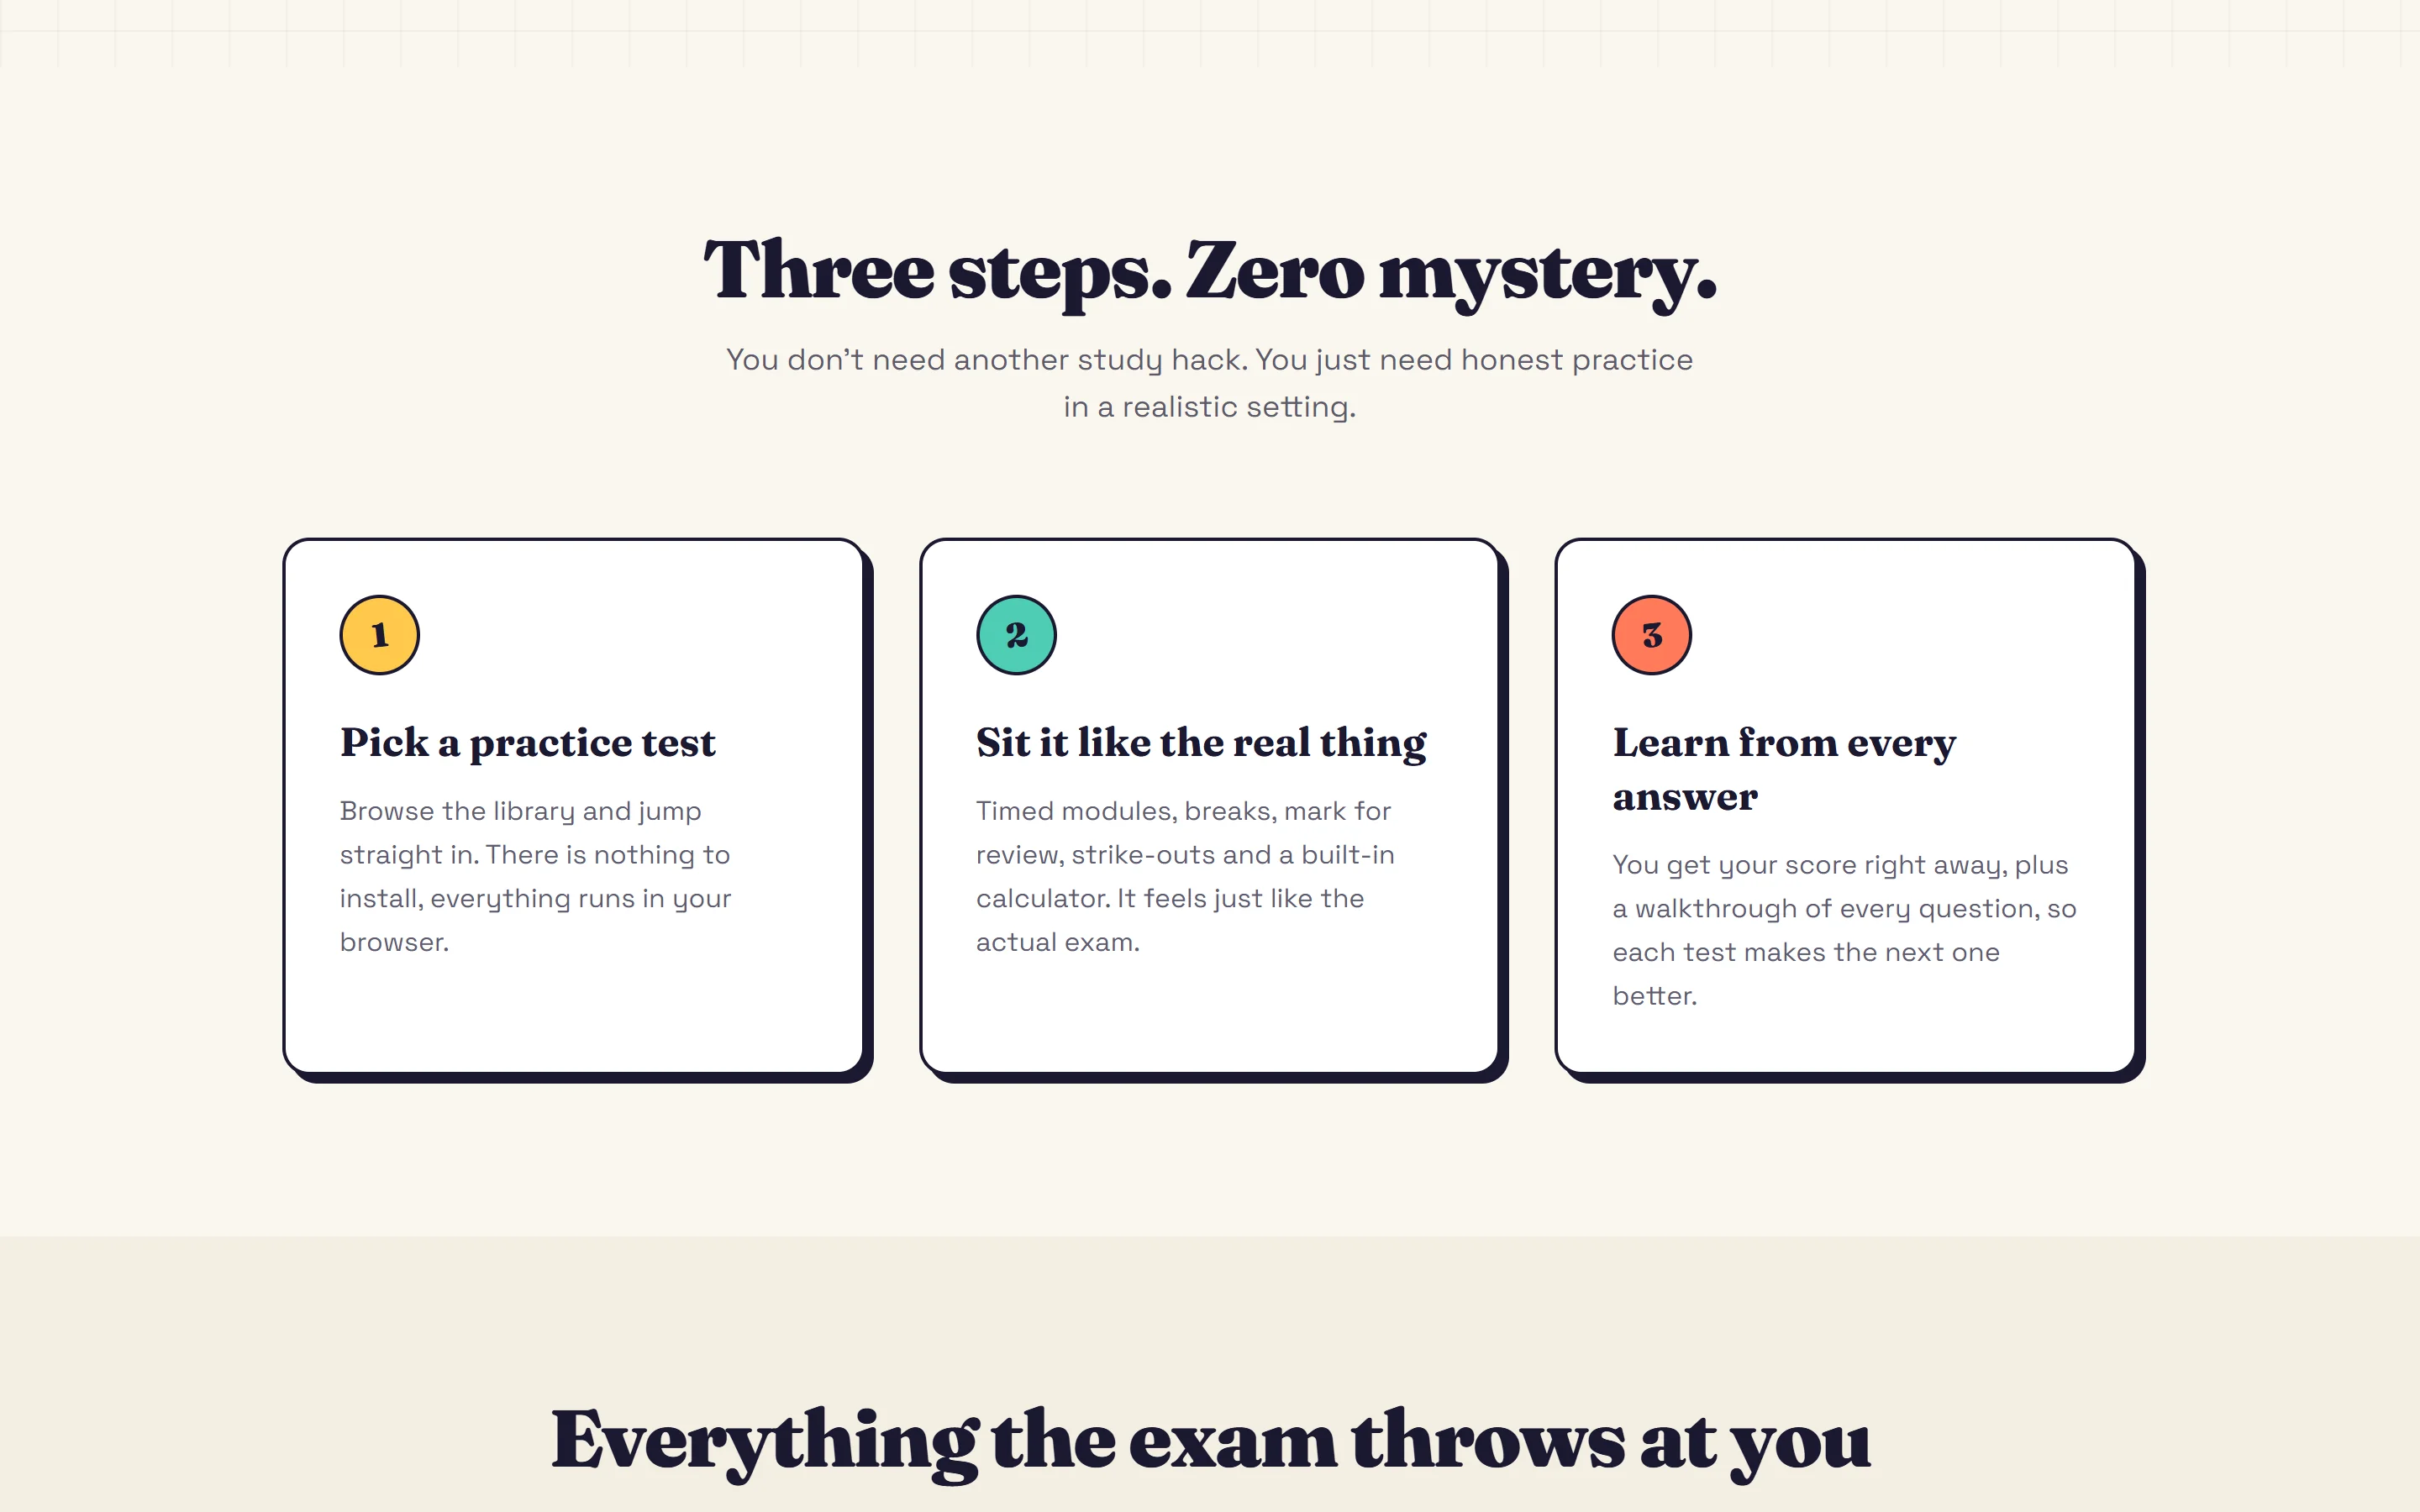 Three steps. Zero mystery.
You don’t need another study hack. You just need honest practice
in a realistic setting.
1
Pick a practice test
Browse the library and jump
straight in. There is nothing to
install, everything runs in your
browser.
2
Sit it like the real thing
Timed modules, breaks, mark for
review, strike-outs and a built-in
calculator. It feels just like the
actual exam.
3
Learn from every
answer
You get your score right away, plus
a walkthrough of every question, so
each test makes the next one
better.
Everything the exam throws at you